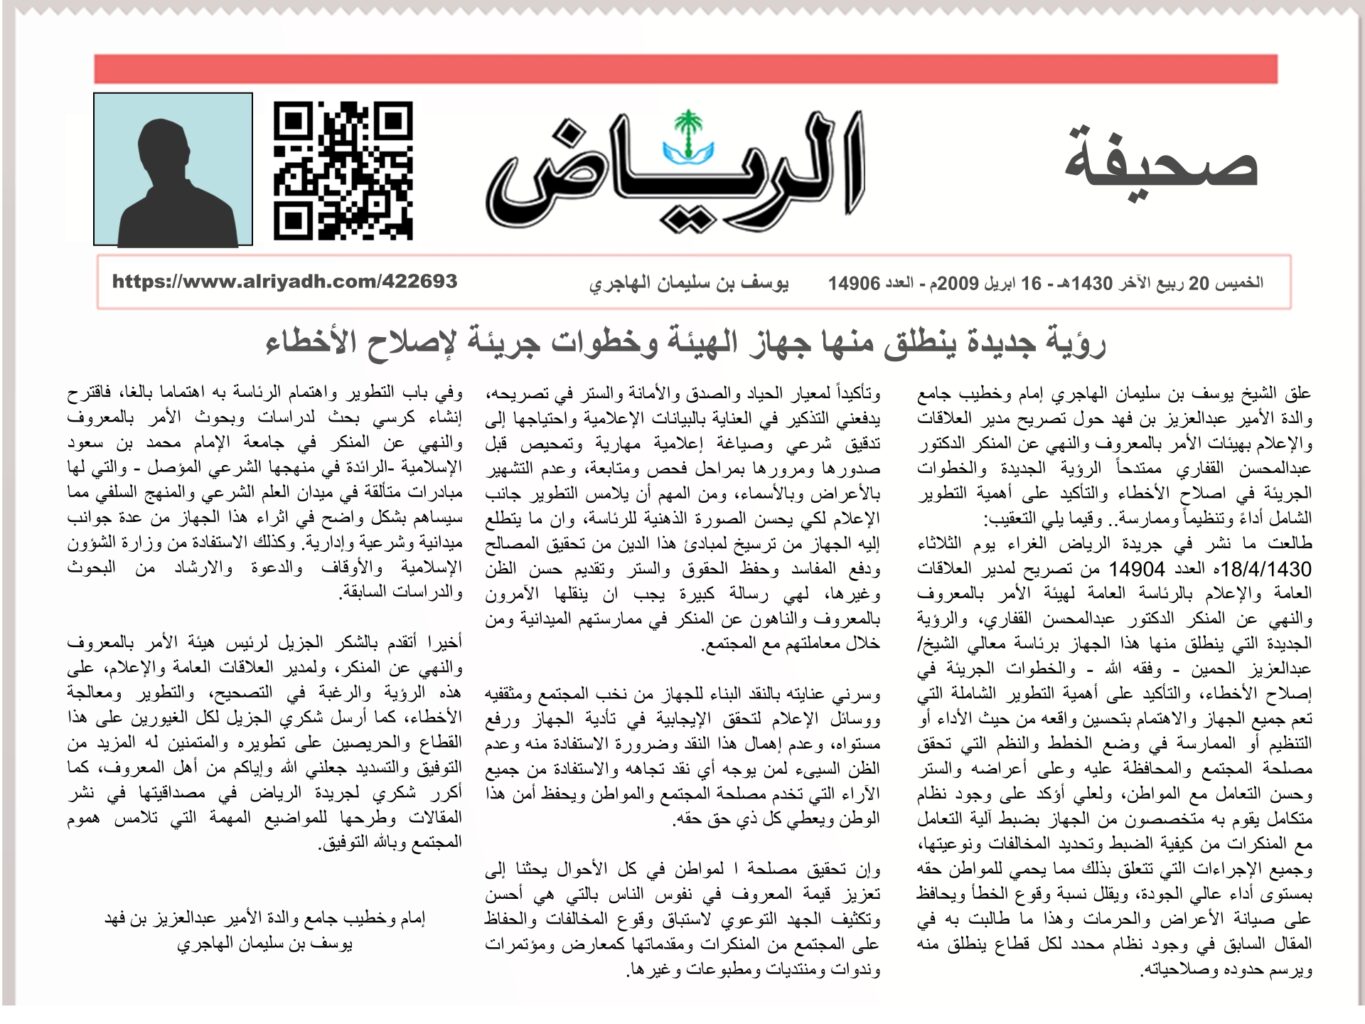 صحيفة
الرياض
الخميس 20 ربيع الآخر 1430هـ - 16 ابريل 2009م - العدد 14906
يوسف بن سليمان الهاجري
https://www.alriyadh.com/422693
رؤية جديدة ينطلق منها جهاز الهيئة وخطوات جريئة لإصلاح الأخطاء
علق الشيخ يوسف بن سليمان الهاجري إمام وخطيب جامع
والدة الأمير عبدالعزيز بن فهد حول تصريح مدير العلاقات
والإعلام بهيئات الأمر بالمعروف والنهي عن المنكر الدكتور
عبدالمحسن القفاري ممتدحاً الرؤية الجديدة والخطوات
الجريئة في اصلاح الأخطاء والتأكيد على أهمية التطوير
الشامل أداءً وتنظيماً وممارسة.. وقيما يلي التعقيب:
طالعت ما نشر في جريدة الرياض الغراء يوم الثلاثاء
18/4/1430ه العدد 14904 من تصريح لمدير العلاقات
العامة والإعلام بالرئاسة العامة لهيئة الأمر بالمعروف
والنهي عن المنكر الدكتور عبدالمحسن القفاري، والرؤية
الجديدة التي ينطلق منها هذا الجهاز برئاسة معالي الشيخ/
عبدالعزيز الحمين - وفقه الله - والخطوات الجريئة في
إصلاح الأخطاء، والتأكيد على أهمية التطوير الشاملة التي
تعم جميع الجهاز والاهتمام بتحسين واقعه من حيث الأداء أو
التنظيم أو الممارسة في وضع الخطط والنظم التي تحقق
مصلحة المجتمع والمحافظة عليه وعلى أعراضه والستر
وحسن التعامل مع المواطن، ولعلي أؤكد على وجود نظام
متكامل يقوم به متخصصون من الجهاز بضبط آلية التعامل
مع المنكرات من كيفية الضبط وتحديد المخالفات ونوعيتها،
وجميع الإجراءات التي تتعلق بذلك مما يحمي للمواطن حقه
بمستوى أداء عالي الجودة، ويقلل نسبة وقوع الخطأ ويحافظ
على صيانة الأعراض والحرمات وهذا ما طالبت به في
المقال السابق في وجود نظام محدد لكل قطاع ينطلق منه
ويرسم حدوده وصلاحياته.
وتأكيداً لمعيار الحياد والصدق والأمانة والستر في تصريحه،
يدفعني التذكير في العناية بالبيانات الإعلامية واحتياجها إلى
تدقيق شرعي وصياغة إعلامية مهارية وتمحيص قبل
صدورها ومرورها بمراحل فحص ومتابعة، وعدم التشهير
بالأعراض وبالأسماء، ومن المهم أن يلامس التطوير جانب
الإعلام لكي يحسن الصورة الذهنية للرئاسة، وان ما يتطلع
إليه الجهاز من ترسيخ لمبادئ هذا الدين من تحقيق المصالح
ودفع المفاسد وحفظ الحقوق والستر وتقديم حسن الظن
وغيرها، لهي رسالة كبيرة يجب ان ينقلها الآمرون
بالمعروف والناهون عن المنكر في ممارستهم الميدانية ومن
خلال معاملتهم مع المجتمع.
وسرني عنايته بالنقد البناء للجهاز من نخب المجتمع ومثقفيه
ووسائل الإعلام لتحقق الإيجابية في تأدية الجهاز ورفع
مستواه، وعدم إهمال هذا النقد وضرورة الاستفادة منه وعدم
الظن السيىء لمن يوجه أي نقد تجاهه والاستفادة من جميع
الآراء التي تخدم مصلحة المجتمع والمواطن ويحفظ أمن هذا
الوطن ويعطي كل ذي حق حقه.
وإن تحقيق مصلحة ا لمواطن في كل الأحوال يحثنا إلى
تعزيز قيمة المعروف في نفوس الناس بالتي هي أحسن
وتكثيف الجهد التوعوي لاستباق وقوع المخالفات والحفاظ
على المجتمع من المنكرات ومقدماتها كمعارض ومؤتمرات
وندوات ومنتديات ومطبوعات وغيرها.
وفي باب التطوير واهتمام الرئاسة به اهتماما بالغا، فاقترح
إنشاء كرسي بحث لدراسات وبحوث الأمر بالمعروف
والنهي عن المنكر في جامعة الإمام محمد بن سعود
الإسلامية -الرائدة في منهجها الشرعي المؤصل - والتي لها
مبادرات متألقة في ميدان العلم الشرعي والمنهج السلفي مما
سيساهم بشكل واضح في اثراء هذا الجهاز من عدة جوانب
ميدانية وشرعية وإدارية. وكذلك الاستفادة من وزارة الشؤون
الإسلامية والأوقاف والدعوة والارشاد من البحوث
والدراسات السابقة.
أخيرا أتقدم بالشكر الجزيل لرئيس هيئة الأمر بالمعروف
والنهي عن المنكر، ولمدير العلاقات العامة والإعلام، على
هذه الرؤية والرغبة في التصحيح، والتطوير ومعالجة
الأخطاء، كما أرسل شكري الجزيل لكل الغيورين على هذا
القطاع والحريصين على تطويره والمتمنين له المزيد من
التوفيق والتسديد جعلني الله وإياكم من أهل المعروف، كما
أكرر شكري لجريدة الرياض في مصداقيتها في نشر
المقالات وطرحها للمواضيع المهمة التي تلامس هموم
المجتمع وبالله التوفيق.
إمام وخطيب جامع والدة الأمير عبدالعزيز بن فهد
يوسف بن سليمان الهاجري